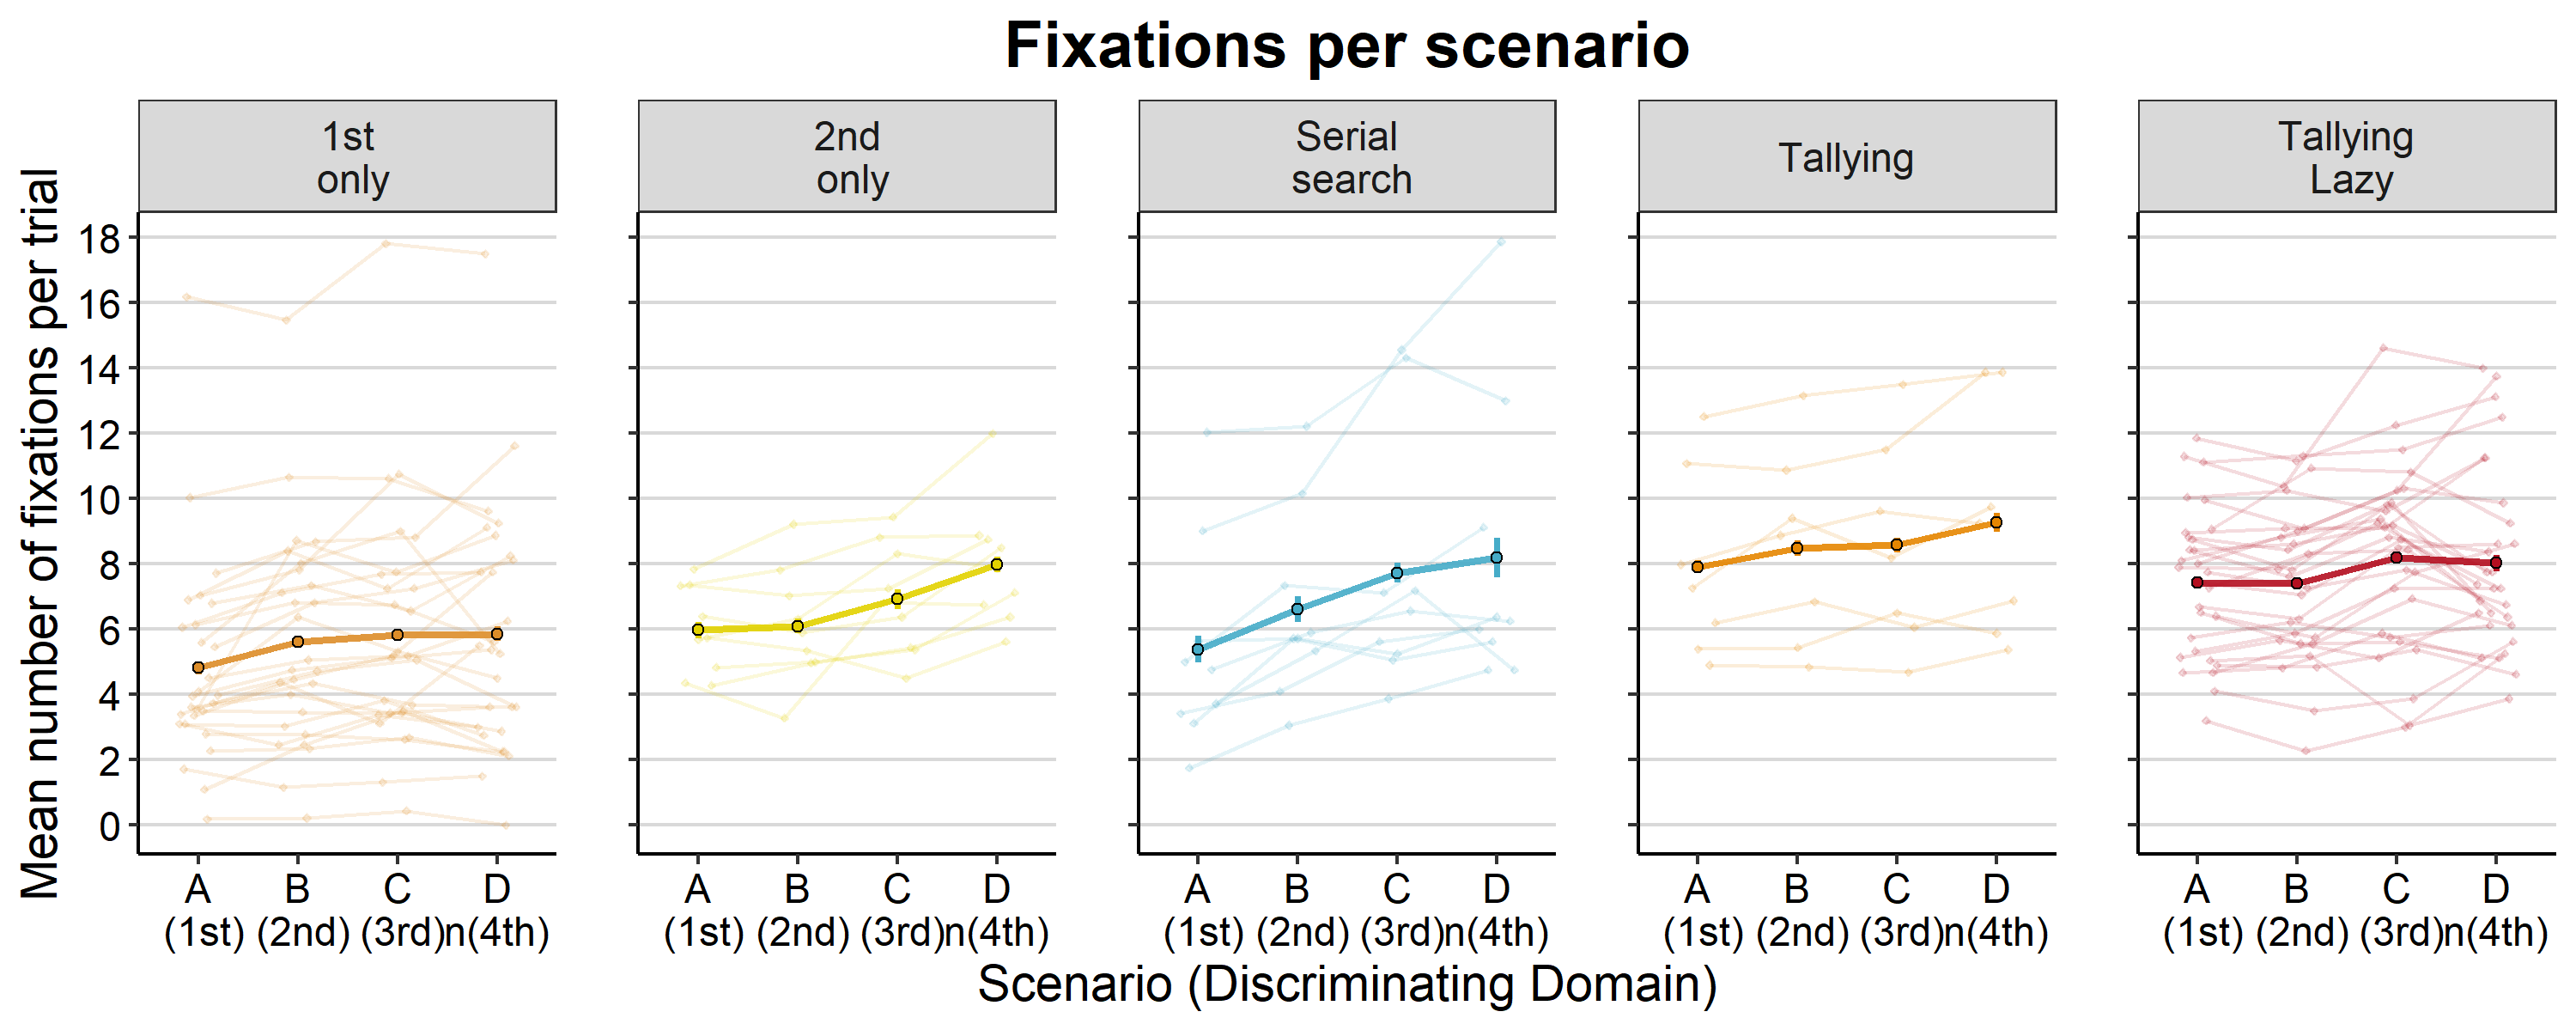 Fixations per scenario
1st
only
2nd
only
Serial
search
Tallying
Tallying
Lazy
Mean number of fixations per trial
18
16
14
12
10
8
6
4
2
0
A B C D
(1st) (2nd) (3rd)n(4th)
A B C D
(1st) (2nd) (3rd)n(4th)
A B C D
(1st) (2nd) (3rd)n(4th)
A B C D
(1st) (2nd) (3rd)n(4th)
A B C D
(1st) (2nd) (3rd)n(4th)
Scenario (Discriminating Domain)